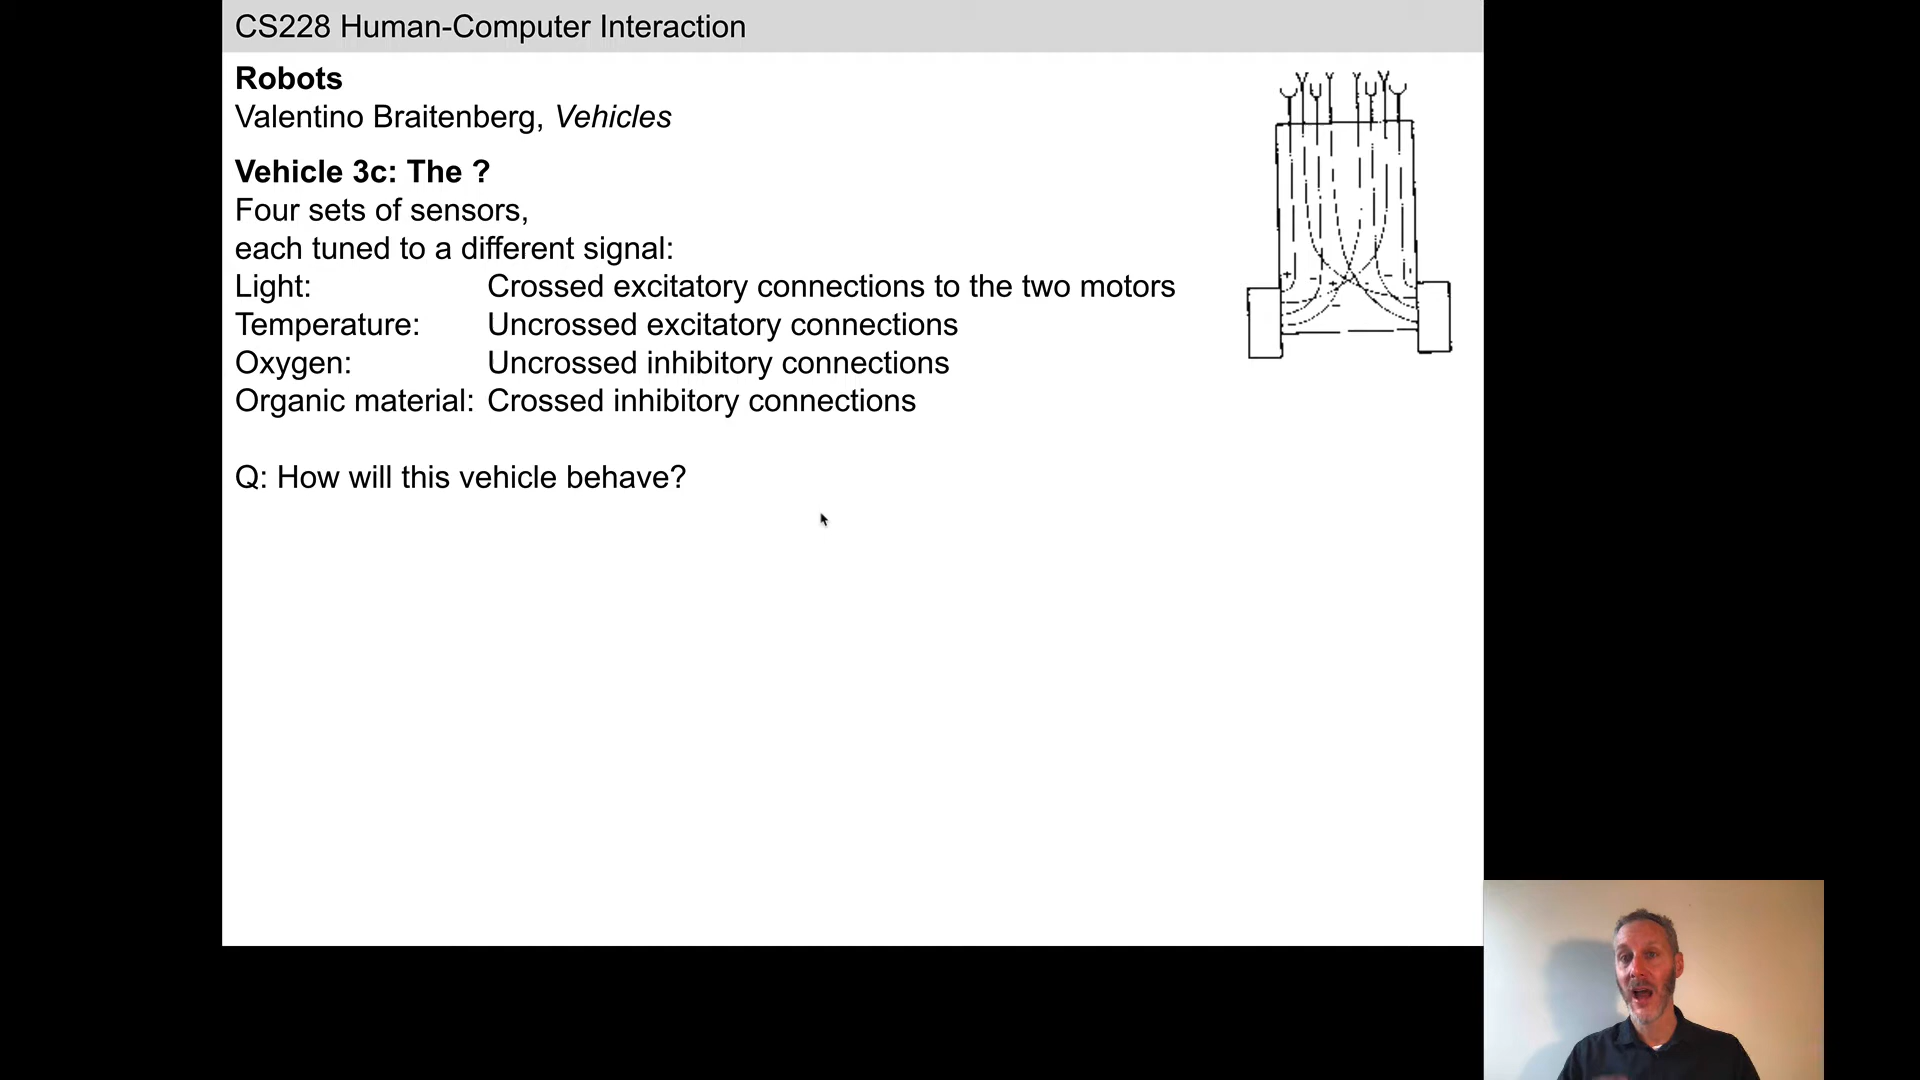 CS228 Human-Computer Interaction
Robots
Valentino Braitenberg, Vehicles
Vehicle 3c: The ?
Four sets of sensors,
each tuned to a different signal:
Light: Crossed excitatory connections to the two motors
Temperature: Uncrossed excitatory connections
Oxygen: Uncrossed inhibitory connections
Organic material: Crossed inhibitory connections
Q: How will this vehicle behave?